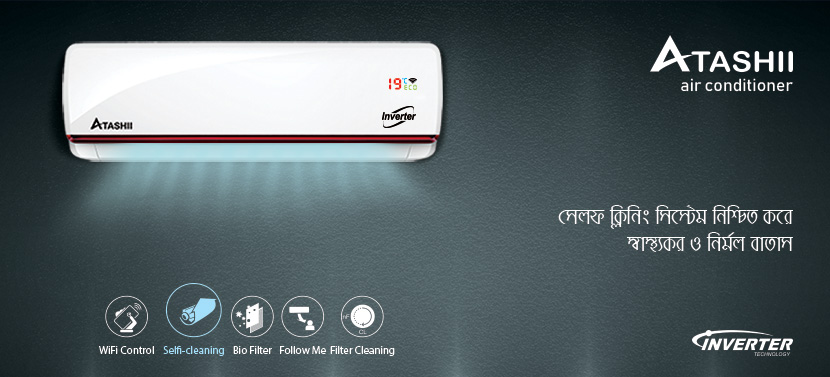 ATASHII
air conditioner
19°C
ECO
Inverter
ATASHII
সেলফ ক্লিনিং সিস্টেম নিশ্চিত করে
স্বাস্থ্যকর ও নির্মল বাতাস
WiFi Control Selfi-cleaning Bio Filter Follow Me Filter Cleaning
INVERTER
TECHNOLOGY